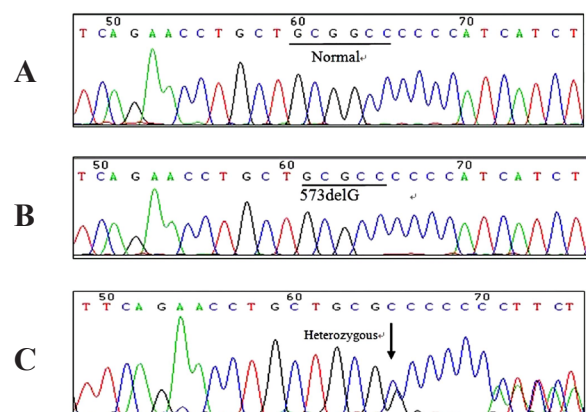 50 60 70
T C A G A A C C T G C T G C G G C C C C C C A T C A T C T
A
Normal
50 60 70
T C A G A A C C T G C T G C G C C C C C C A T C A T C T
B
573delG
50 60 70
T T C A G A A C C T G C T G C G C C C C C C C T T C T
C
Heterozygous